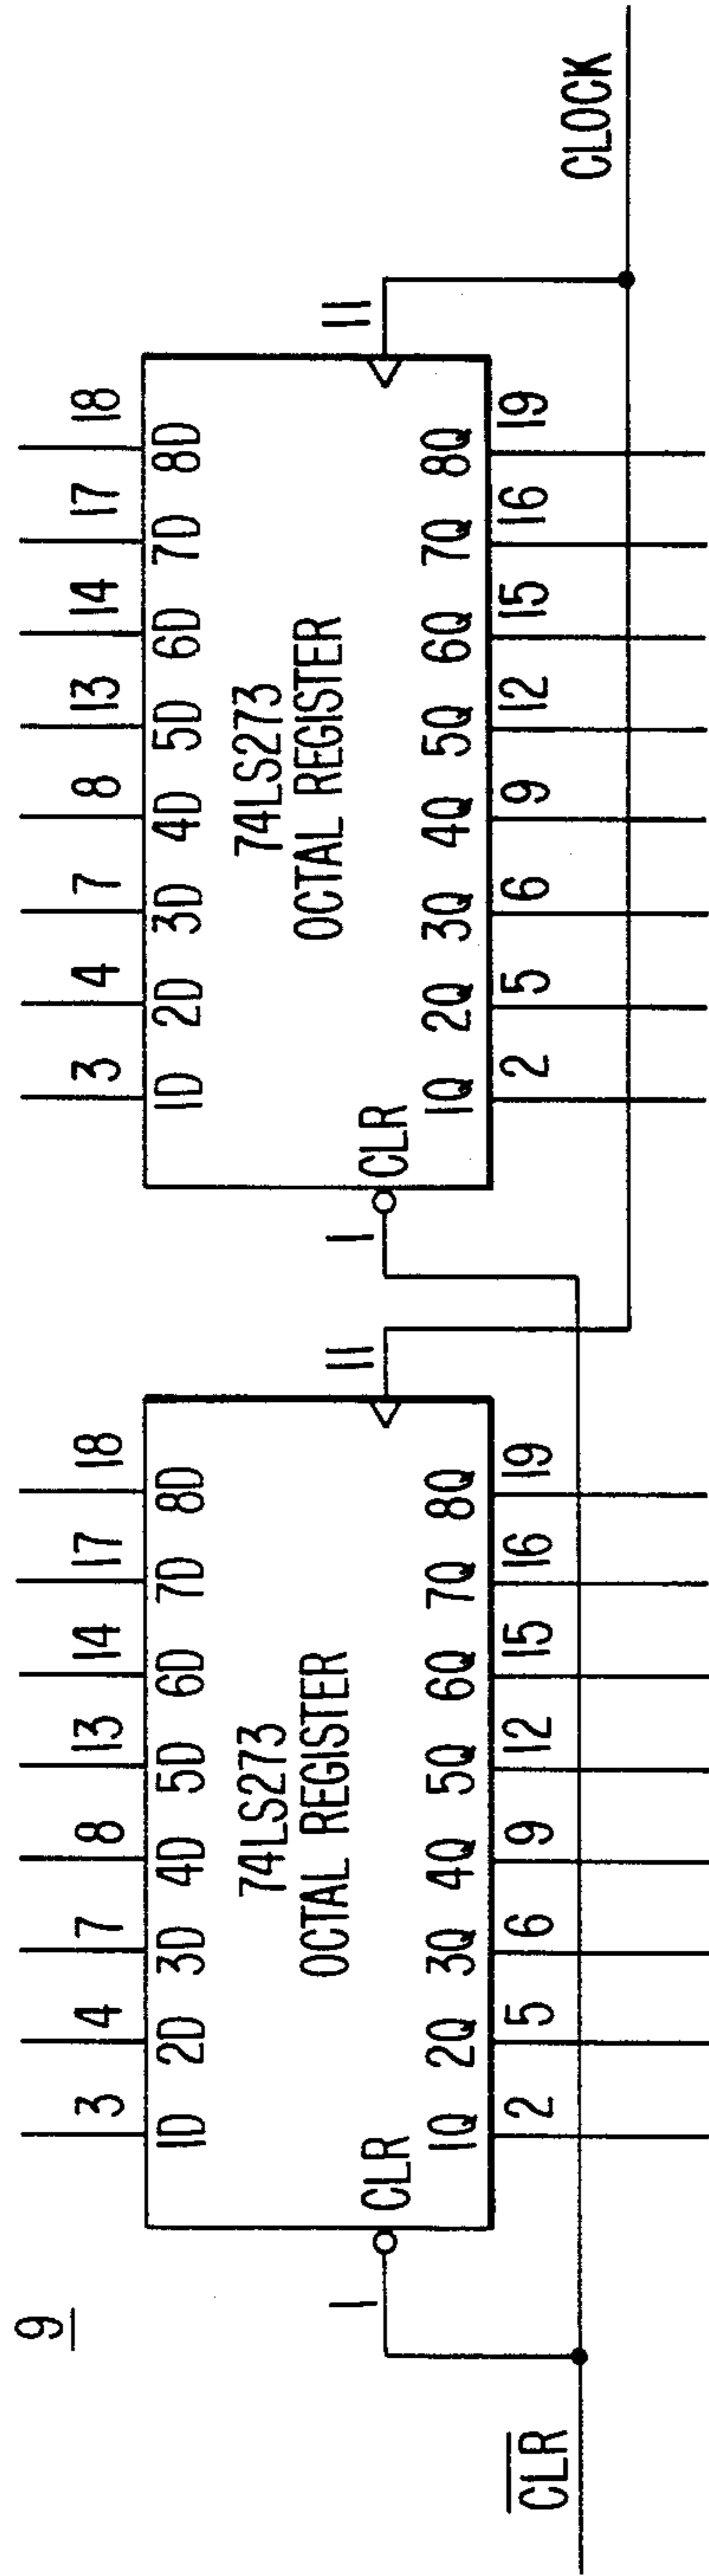 9
3 4 7 8 13 14 17 18
1D 2D 3D 4D 5D 6D 7D 8D
74LS273
OCTAL REGISTER
1
CLR
11
1Q 2Q 3Q 4Q 5Q 6Q 7Q 8Q
2 5 6 9 12 15 16 19
3 4 7 8 13 14 17 18
1D 2D 3D 4D 5D 6D 7D 8D
74LS273
OCTAL REGISTER
1
CLR
11
1Q 2Q 3Q 4Q 5Q 6Q 7Q 8Q
2 5 6 9 12 15 16 19
CLR
CLOCK